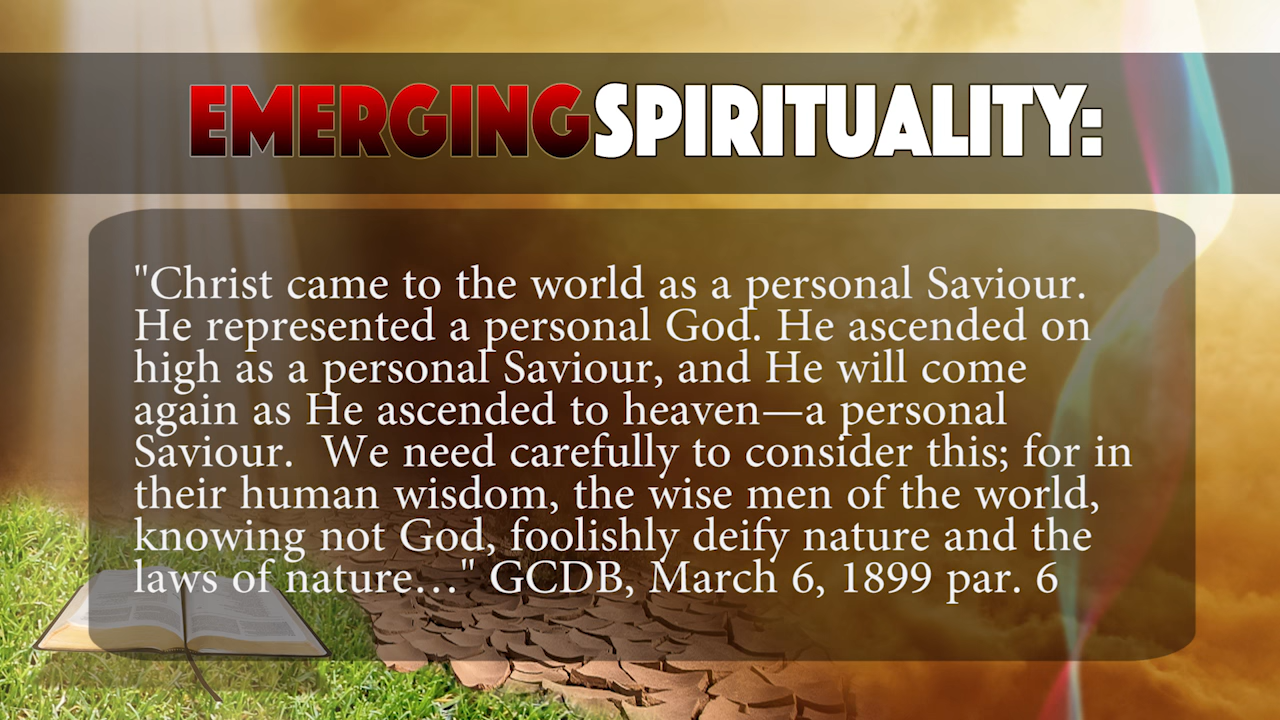 EMERGINGSPIRITUALITY:
"Christ came to the world as a personal Saviour.
He represented a personal God. He ascended on
high as a personal Saviour, and He will come
again as He ascended to heaven—a personal
Saviour.  We need carefully to consider this; for in
their human wisdom, the wise men of the world,
knowing not God, foolishly deify nature and the
laws of nature…" GCDB, March 6, 1899 par. 6